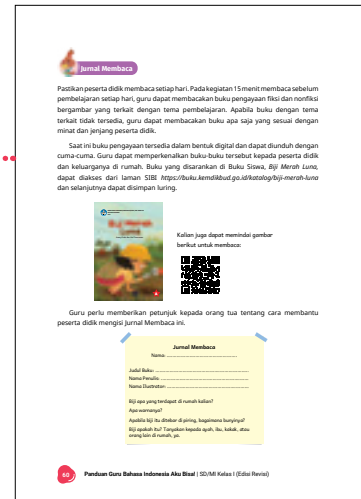 Jurnal Membaca
Pastikan peserta didik membaca setiap hari. Pada kegiatan 15 menit membaca sebelum
pembelajaran setiap hari, guru dapat membacakan buku pengayaan fiksi dan nonfiksi
bergambar yang terkait dengan tema pembelajaran. Apabila buku dengan tema
terkait tidak tersedia, guru dapat membacakan buku apa saja yang sesuai dengan
minat dan jenjang peserta didik.
Saat ini buku pengayaan tersedia dalam bentuk digital dan dapat diunduh dengan
cuma-cuma. Guru dapat memperkenalkan buku-buku tersebut kepada peserta didik
dan keluarganya di rumah. Buku yang disarankan di Buku Siswa, Biji Merah Luna,
dapat diakses dari laman SIBI https://buku.kemdikbud.go.id/katalog/biji-merah-luna
dan selanjutnya dapat disimpan luring.
Biji Merah
Luna
Kalian juga dapat memindai gambar
berikut untuk membaca:
Guru perlu memberikan petunjuk kepada orang tua tentang cara membantu
peserta didik mengisi Jurnal Membaca ini.
Jurnal Membaca
Nama: ................................................
Judul Buku: ................................................
Nama Penulis: ................................................
Nama Ilustrator: ................................................
Biji apa yang terdapat di rumah kalian?
Apa warnanya?
Apabila biji itu ditebar di piring, bagaimana bunyinya?
Biji apakah itu? Tanyakan kepada ayah, ibu, kakak, atau
orang lain di rumah, ya.
60 Panduan Guru Bahasa Indonesia Aku Bisa! | SD/MI Kelas I (Edisi Revisi)